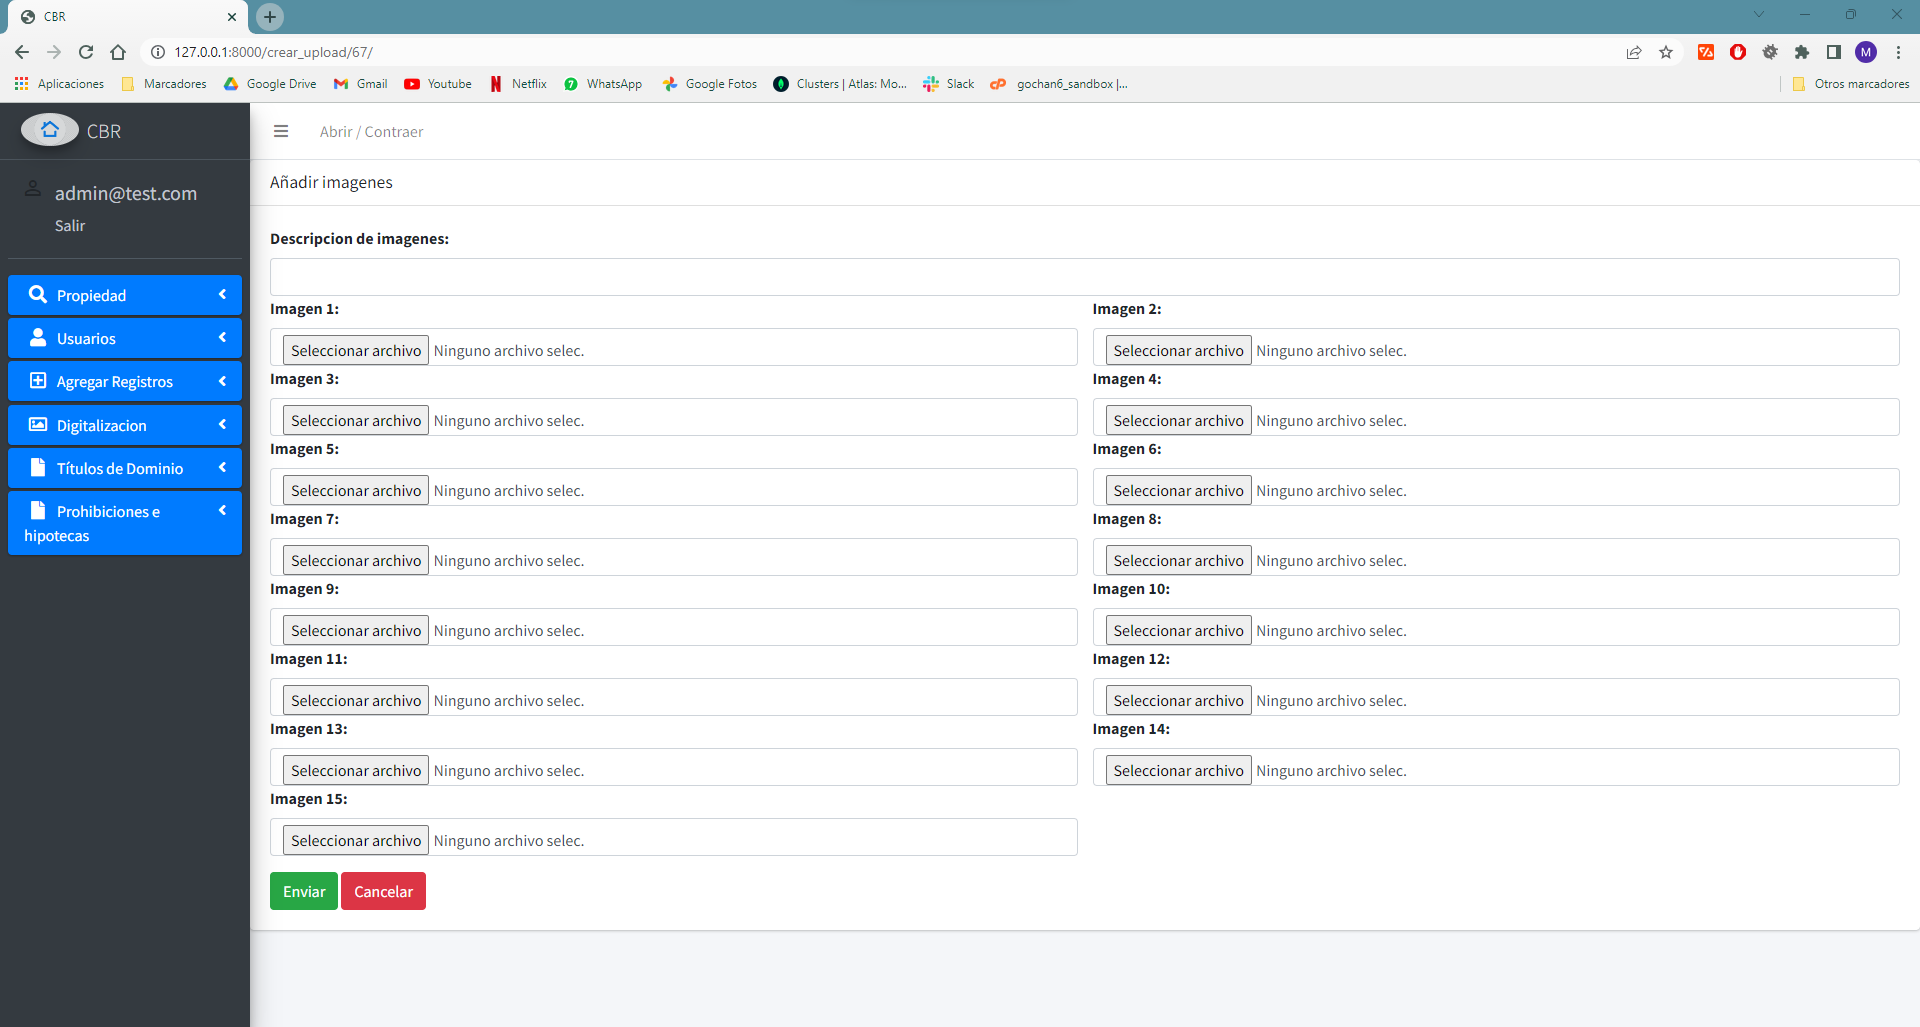 CBR
127.0.0.1:8000/crear_upload/67/
M
Aplicaciones Marcadores Google Drive Gmail Youtube Netflix 7 WhatsApp Google Fotos Clusters | Atlas: Mo... Slack gochan6_sandbox |... Otros marcadores
CBR
Abrir / Contraer
admin@test.com
Salir
Propiedad
Usuarios
Agregar Registros
Digitalizacion
Títulos de Dominio
Prohibiciones e
hipotecas
Añadir imagenes
Descripcion de imagenes:
Imagen 1: Imagen 2:
Seleccionar archivo Ninguno archivo selec. Seleccionar archivo Ninguno archivo selec.
Imagen 3: Imagen 4:
Seleccionar archivo Ninguno archivo selec. Seleccionar archivo Ninguno archivo selec.
Imagen 5: Imagen 6:
Seleccionar archivo Ninguno archivo selec. Seleccionar archivo Ninguno archivo selec.
Imagen 7: Imagen 8:
Seleccionar archivo Ninguno archivo selec. Seleccionar archivo Ninguno archivo selec.
Imagen 9: Imagen 10:
Seleccionar archivo Ninguno archivo selec. Seleccionar archivo Ninguno archivo selec.
Imagen 11: Imagen 12:
Seleccionar archivo Ninguno archivo selec. Seleccionar archivo Ninguno archivo selec.
Imagen 13: Imagen 14:
Seleccionar archivo Ninguno archivo selec. Seleccionar archivo Ninguno archivo selec.
Imagen 15:
Seleccionar archivo Ninguno archivo selec.
Enviar Cancelar